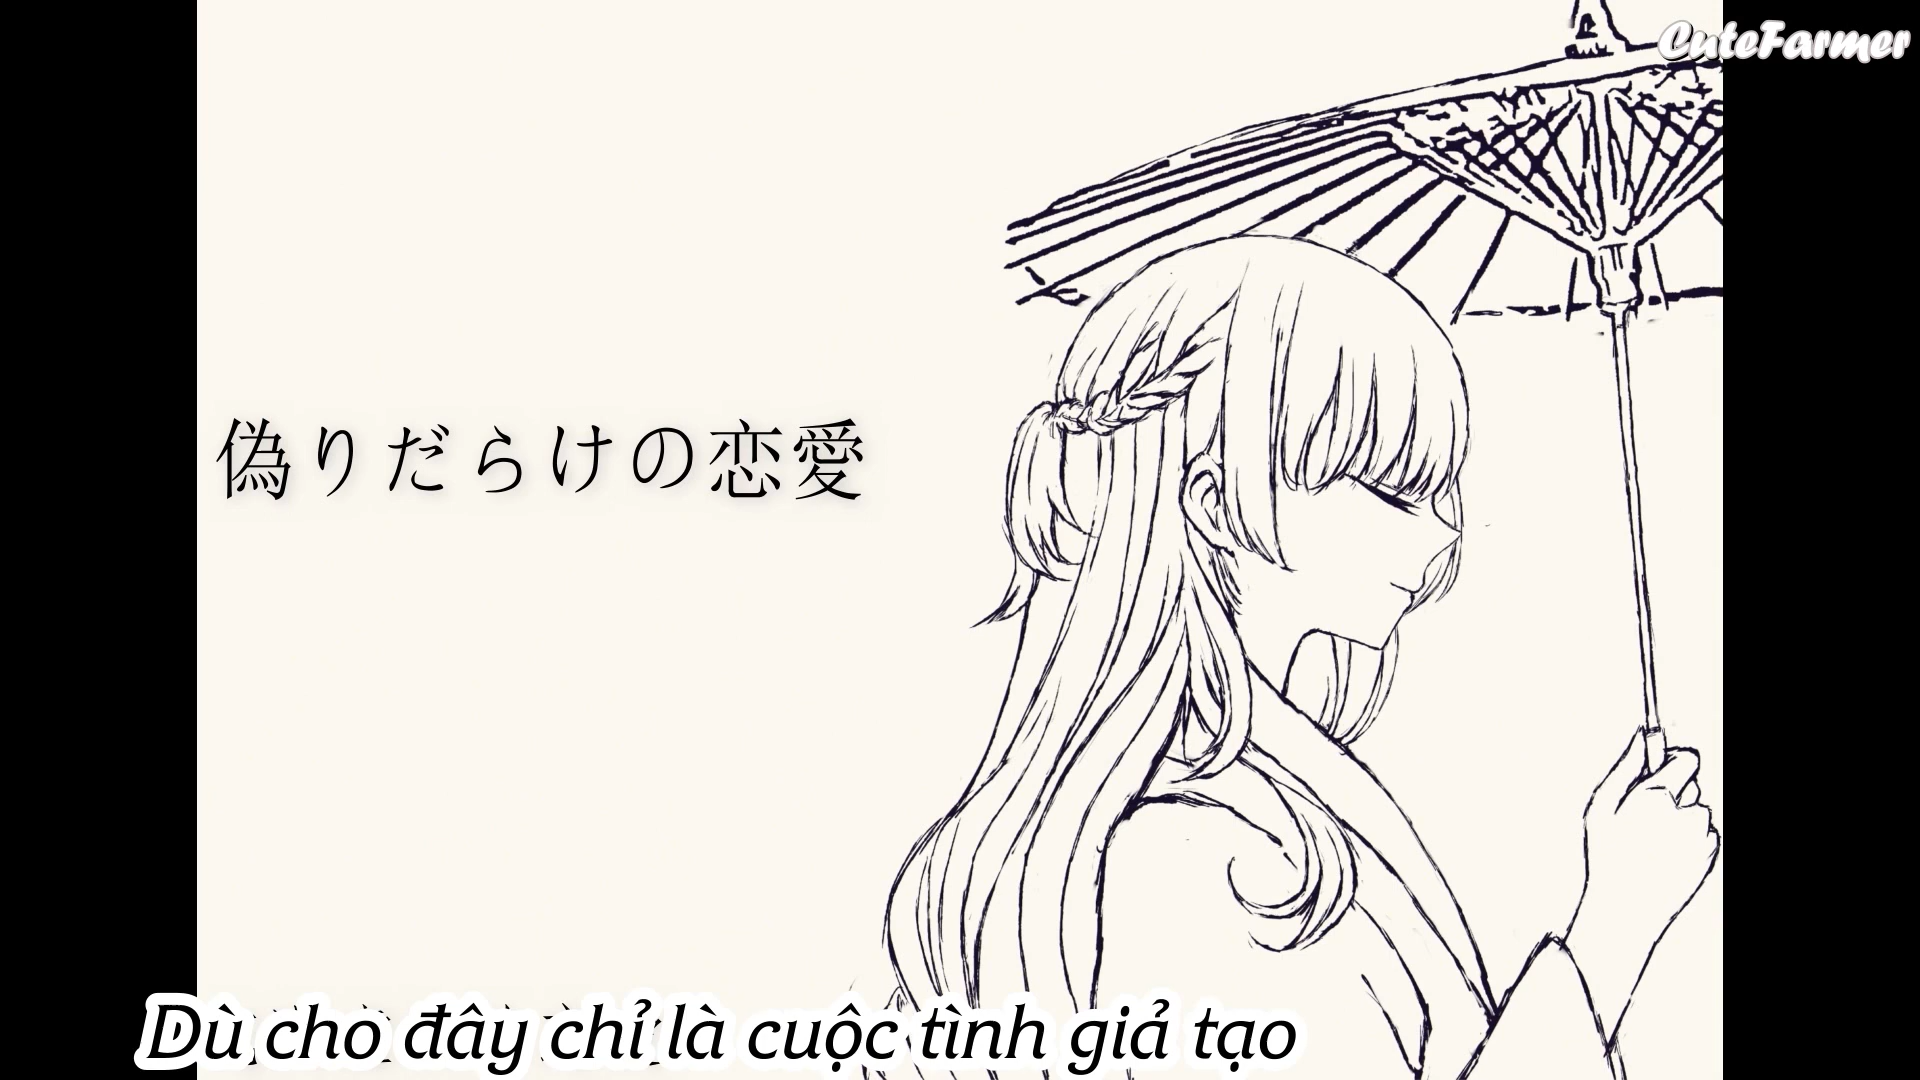 CuteFarmer
偽りだらけの恋愛
Dù cho đây chỉ là cuộc tình giả tạo